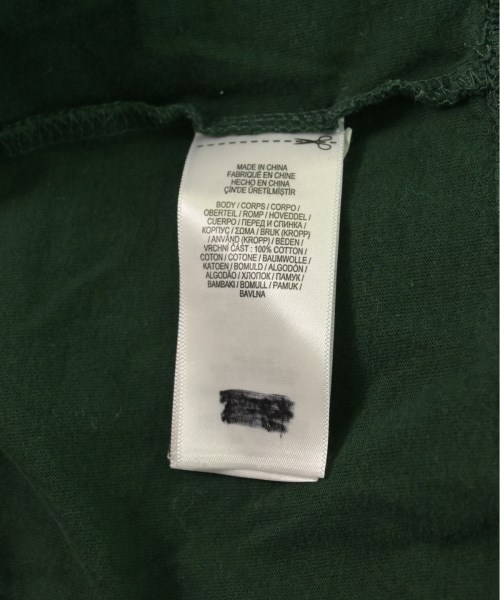 MADE IN CHINA
FABRIQUÉ EN CHINE
HECHO EN CHINA
ÇİN'DE ÜRETİLMİŞTİR
BODY / CORPS / CORPO /
OBERTEIL / ROMP / HOVEDDEL /
CUERPO / ПЕРЕД И СПИНКА /
КОРПУС / ΣΩΜΑ / BRUK (KROPP)
/ ANVÄND (KROPP) / BEDEN /
VRCHNÍ ČÁST : 100% COTTON /
COTON / COTONE / BAUMWOLLE /
KATOEN / BOMULD / ALGODÓN /
ALGODÃO / ХЛОПОК / ПАМУК /
BAMBAKI / BOMULL / PAMUK /
BAVLNA